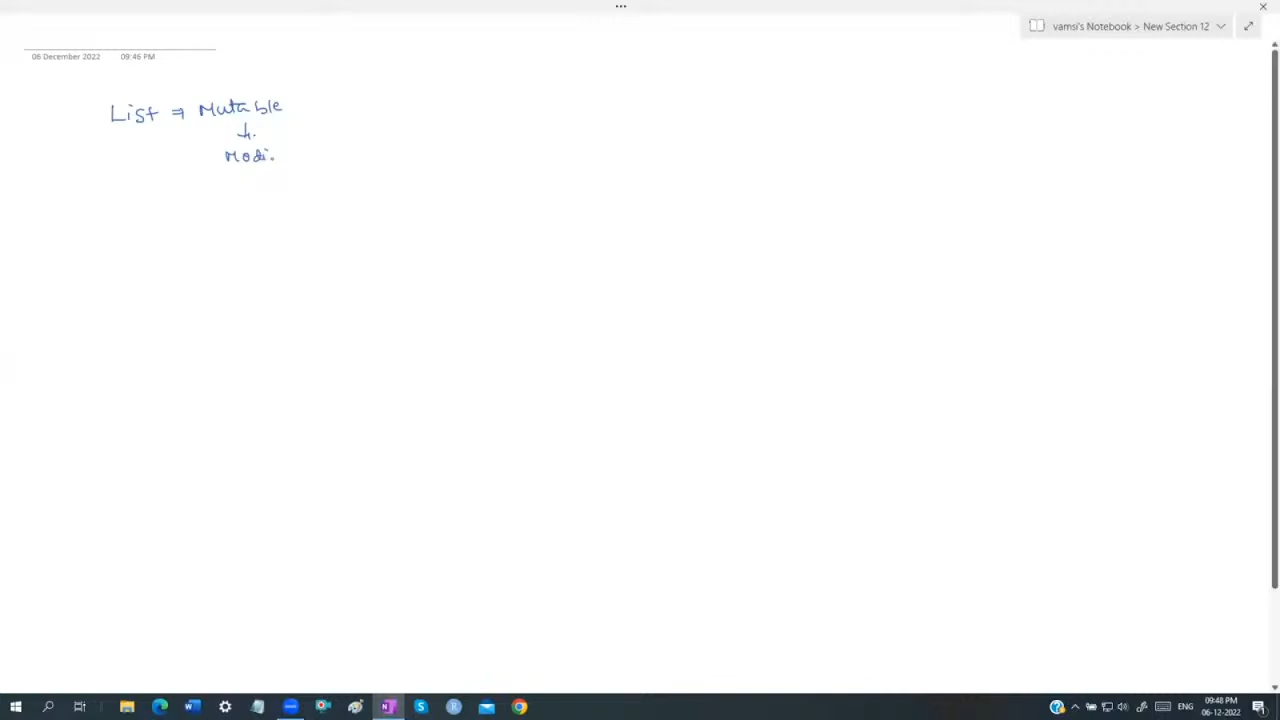 vamsi's Notebook > New Section 12
06 December 2022 09:46 PM
List ⇒ Mutable
↓
Modi.
ENG
09:48 PM
06-12-2022